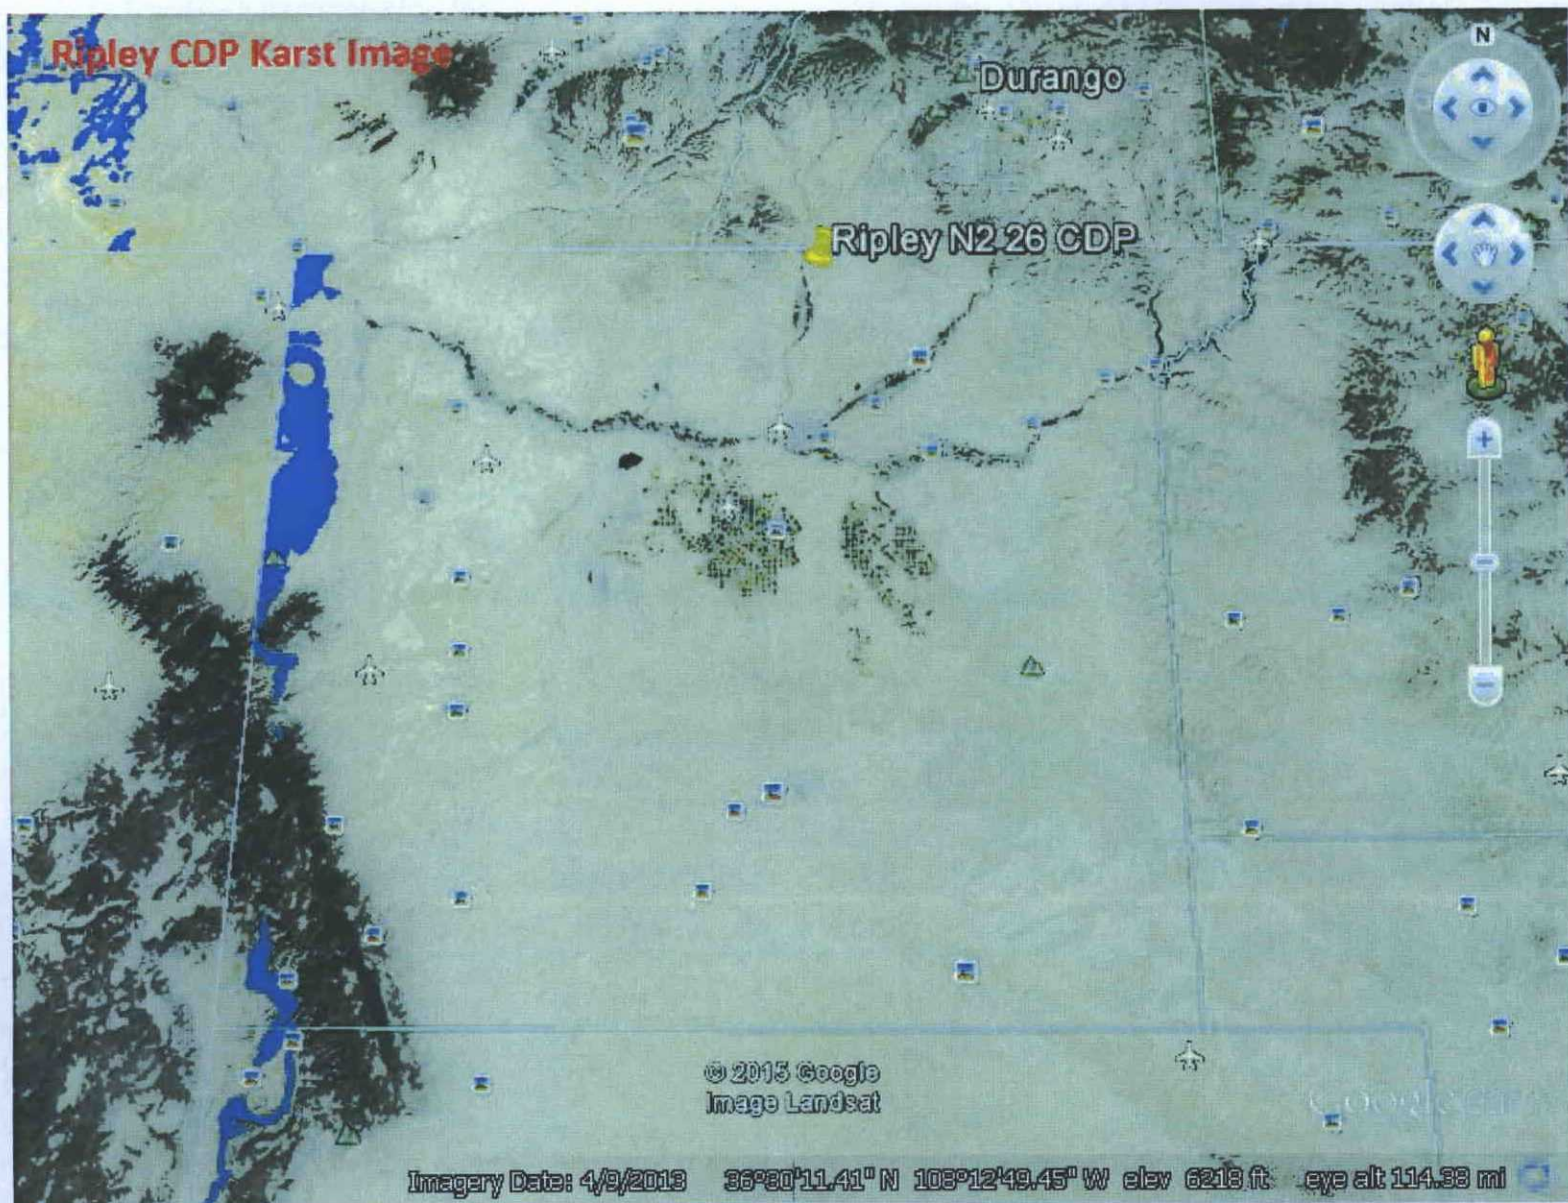 Ripley CDP Karst Image
N
Durango
Ripley N2 26 CDP
© 2015 Google
Image Landsat
Google
Imagery Date: 4/9/2013 36°30'11.41" N 108°12'49.45" W elev 6218 ft eye alt 114.38 mi